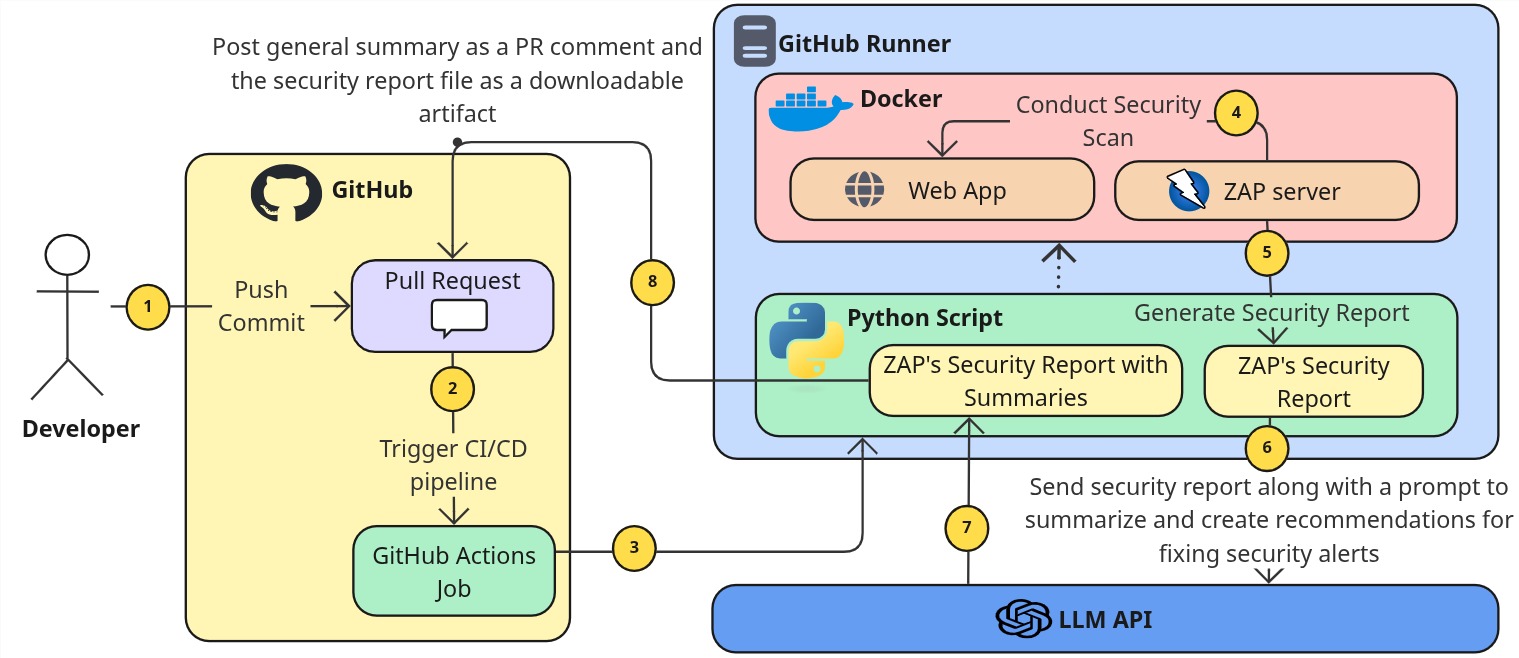 Post general summary as a PR comment and
the security report file as a downloadable
artifact
GitHub Runner
Docker
Conduct Security
Scan
4
Web App
ZAP server
GitHub
5
8
Pull Request
1
Push
Commit
Python Script
Generate Security Report
ZAP's Security Report with
Summaries
ZAP's Security
Report
2
Developer
Trigger CI/CD
pipeline
6
Send security report along with a prompt to
summarize and create recommendations for
fixing security alerts
7
3
GitHub Actions
Job
LLM API